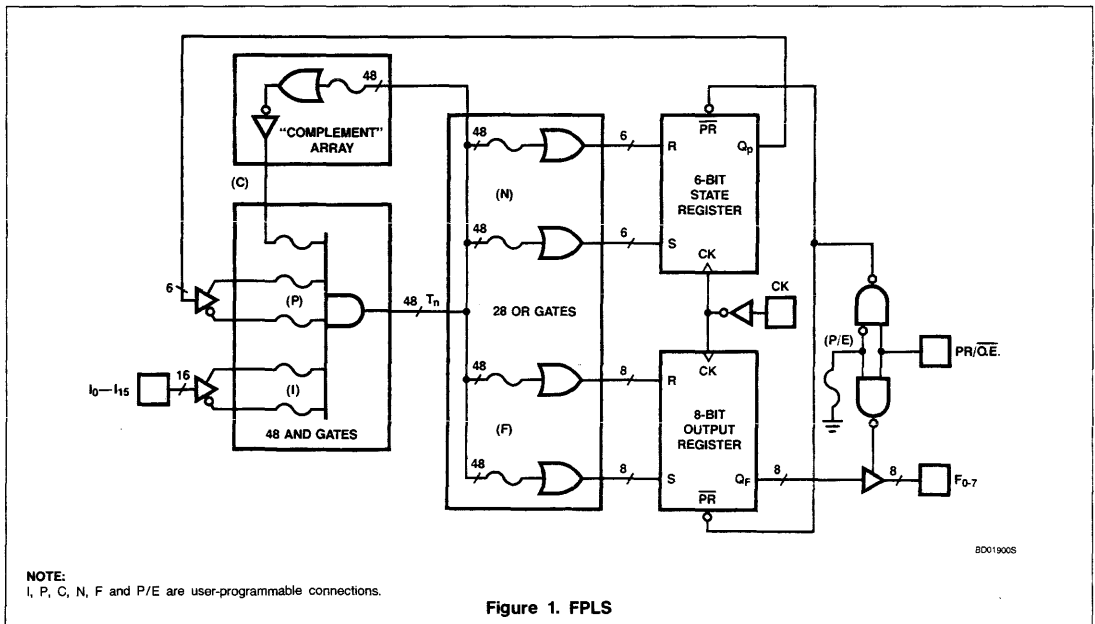 48
"COMPLEMENT"
ARRAY
(C)
6
(P)
I0—I15
16
(I)
48 AND GATES
48
Tn
48
(N)
48
28 OR GATES
48
(F)
48
6
6
8
8
PR
R
Qp
6-BIT
STATE
REGISTER
S
CK
CK
CK
R
8-BIT
OUTPUT
REGISTER
S
QF
PR
8
8
(P/E)
PR/O.E.
F0-7
BD01900S
NOTE:
I, P, C, N, F and P/E are user-programmable connections.
Figure 1. FPLS